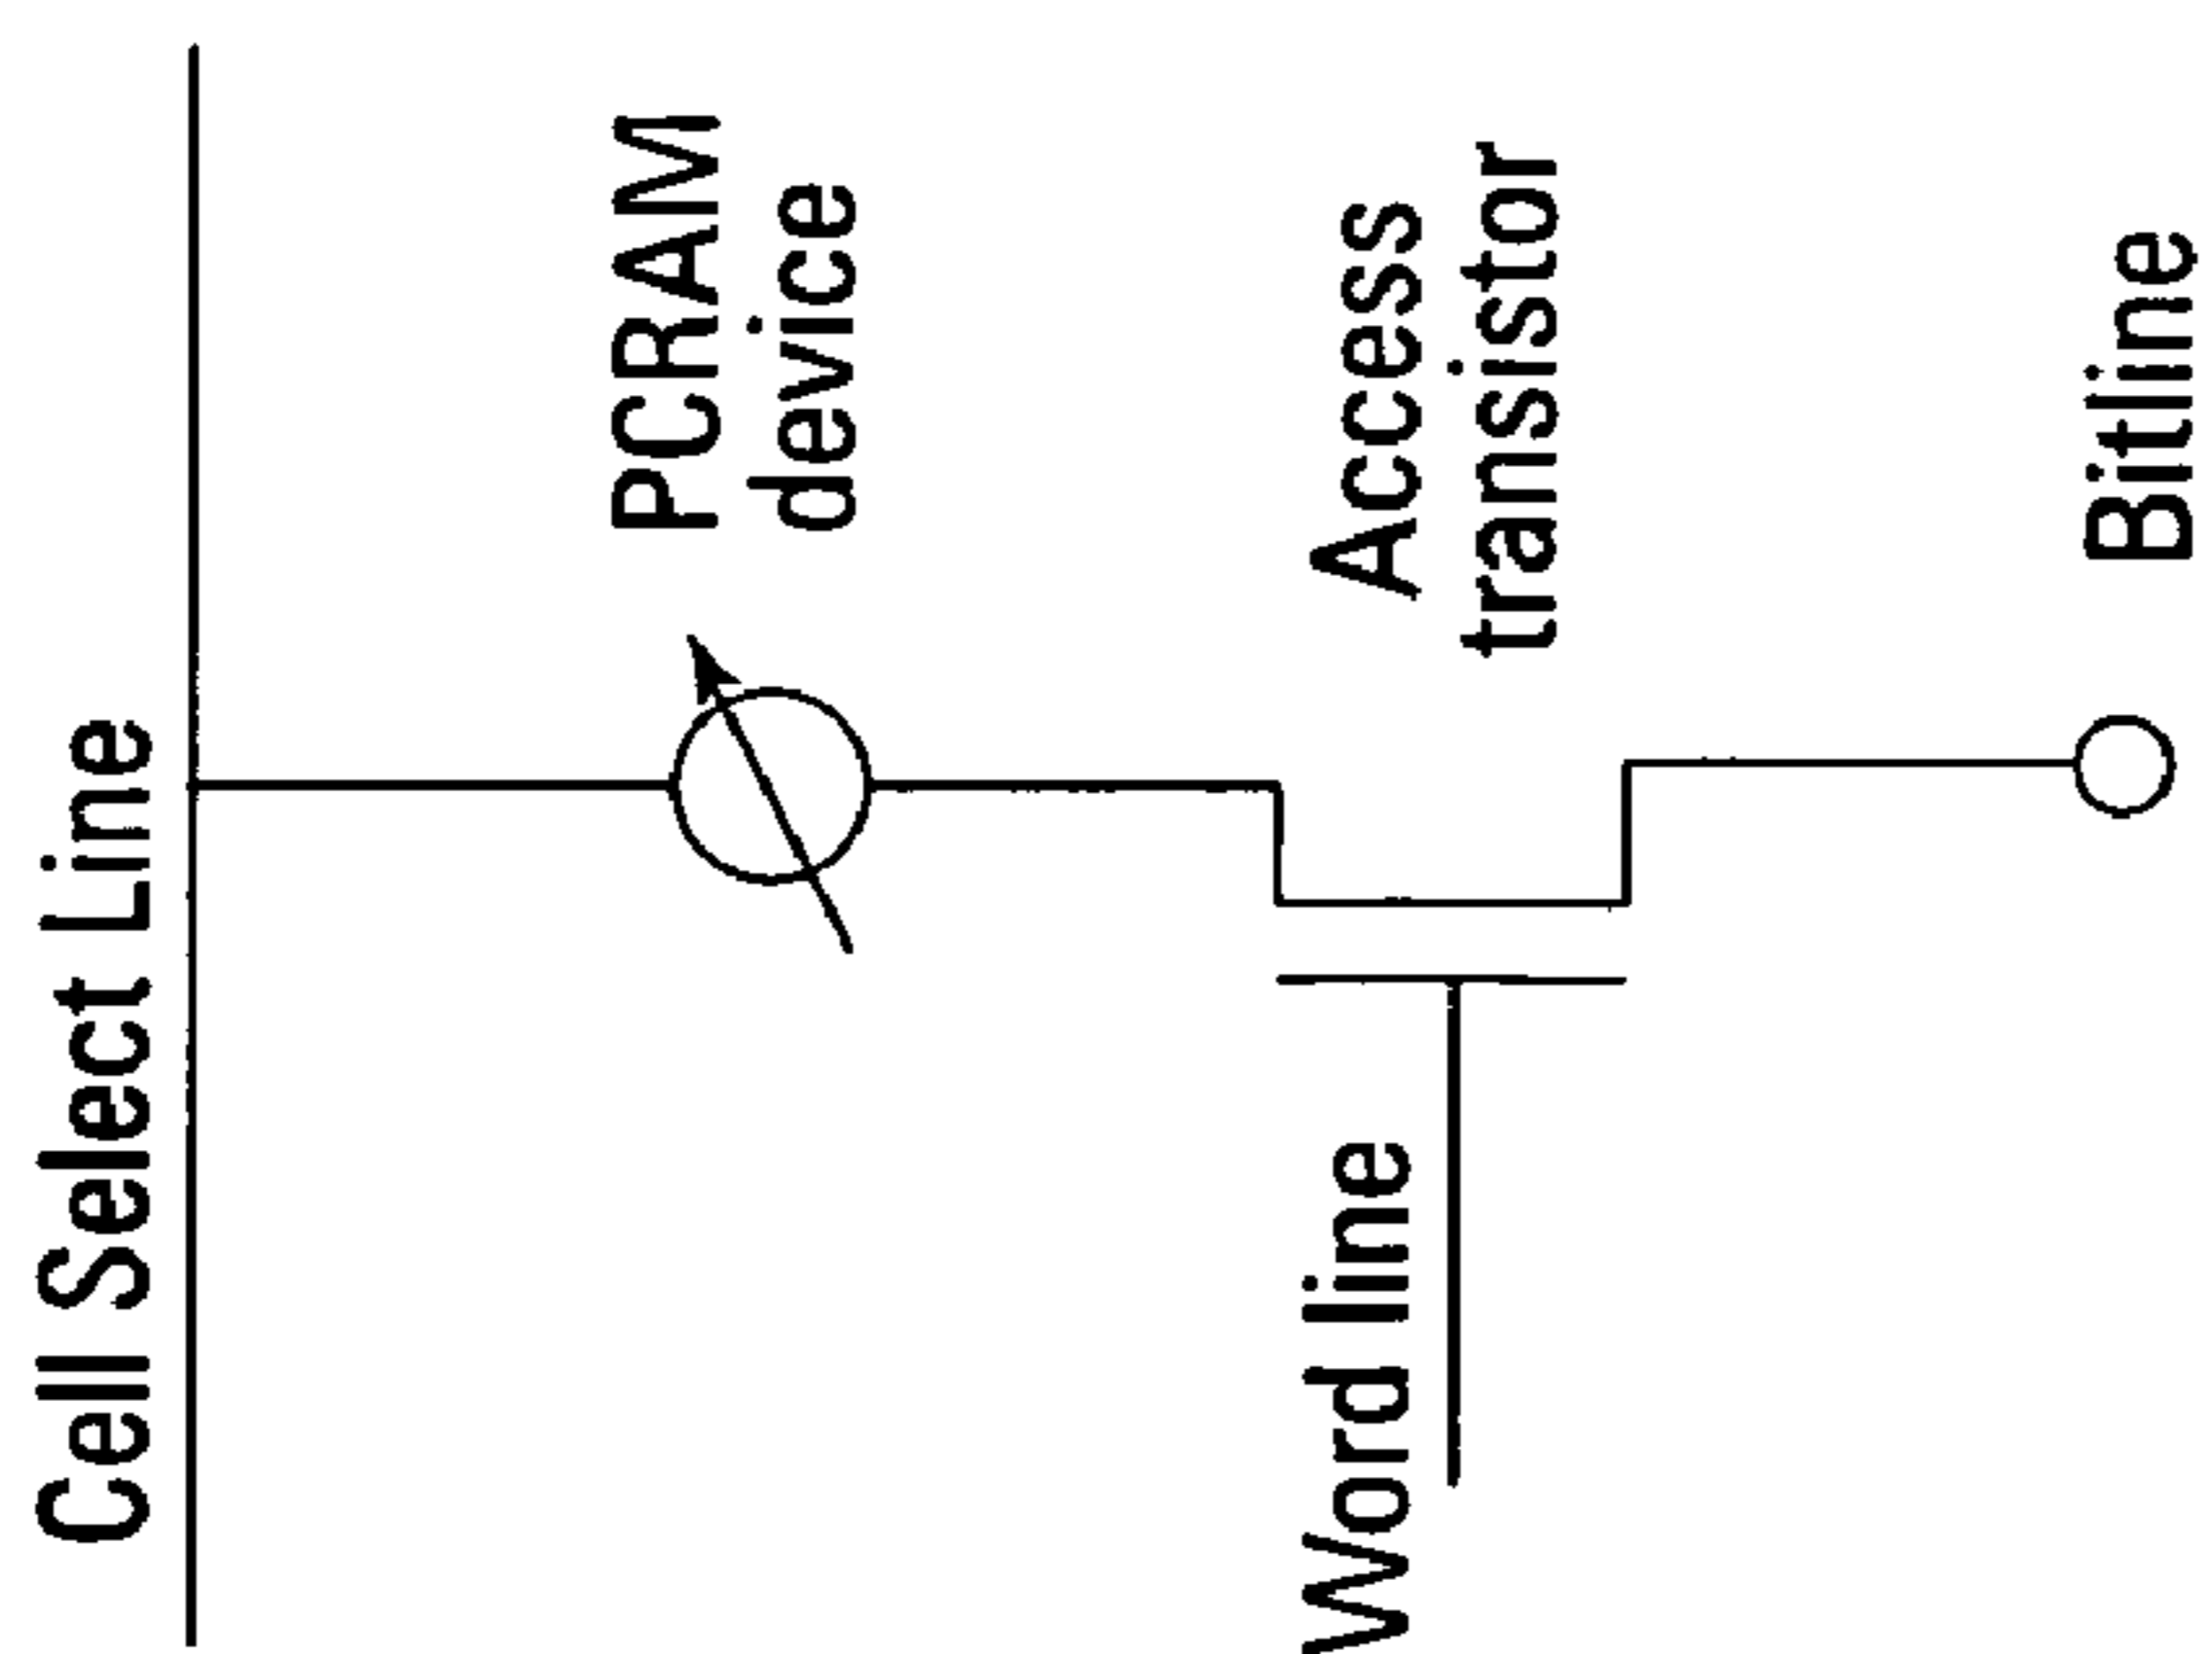 Cell Select Line
PCRAM
device
Access
transistor
Word line
Bitline